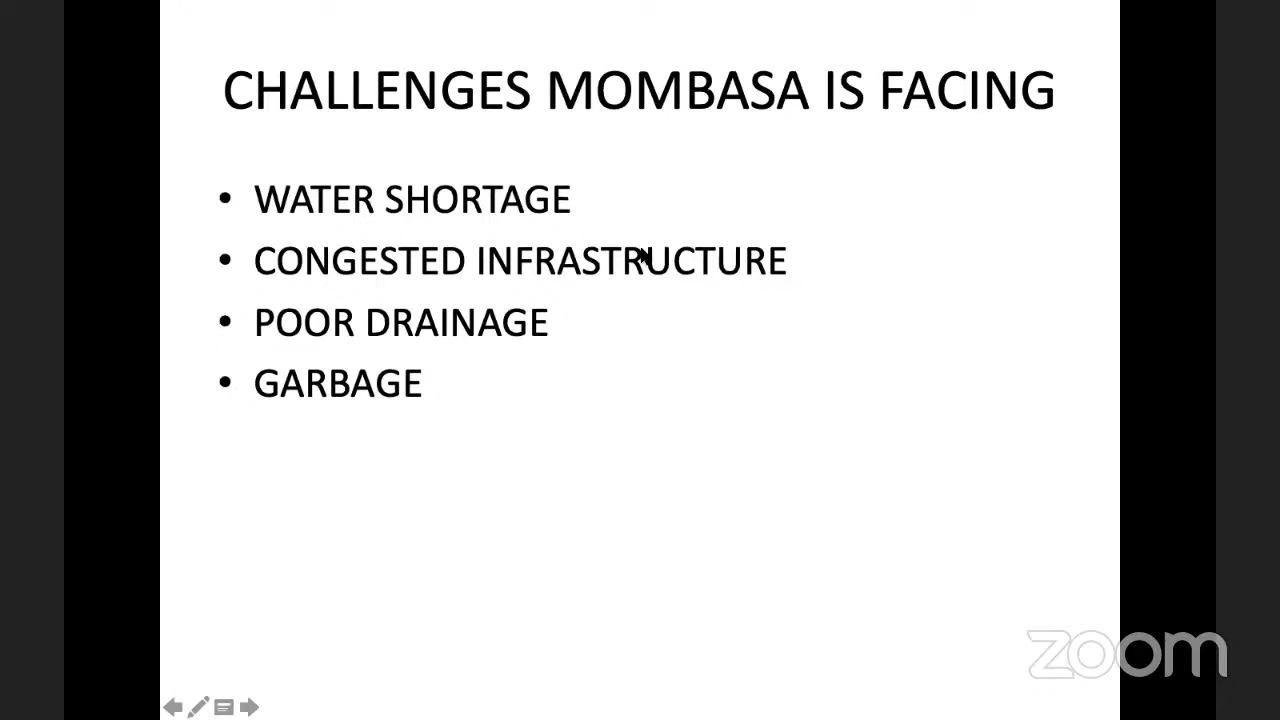 CHALLENGES MOMBASA IS FACING
• WATER SHORTAGE
• CONGESTED INFRASTRUCTURE
• POOR DRAINAGE
• GARBAGE
zoom